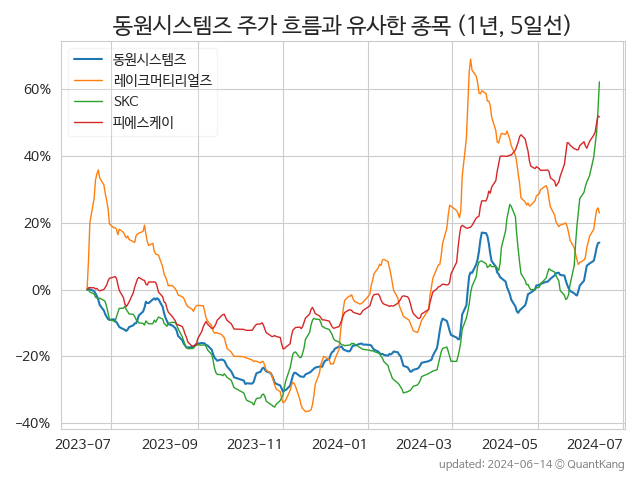 동원시스템즈 주가 흐름과 유사한 종목 (1년, 5일선)
동원시스템즈
레이크머티리얼즈
SKC
피에스케이
60%
40%
20%
0%
−20%
−40%
2023-07 2023-09 2023-11 2024-01 2024-03 2024-05 2024-07
updated: 2024-06-14 © QuantKang